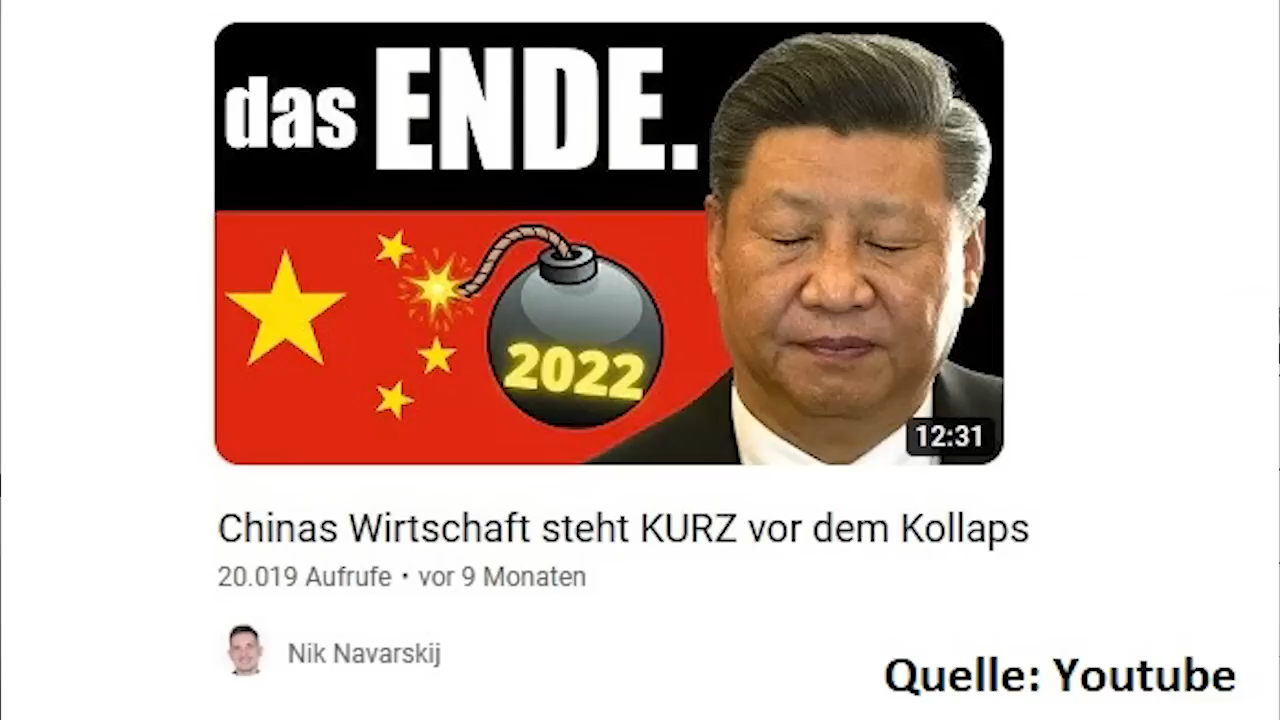 das ENDE.
2022
12:31
Chinas Wirtschaft steht KURZ vor dem Kollaps
20.019 Aufrufe • vor 9 Monaten
Nik Navarskij
Quelle: Youtube